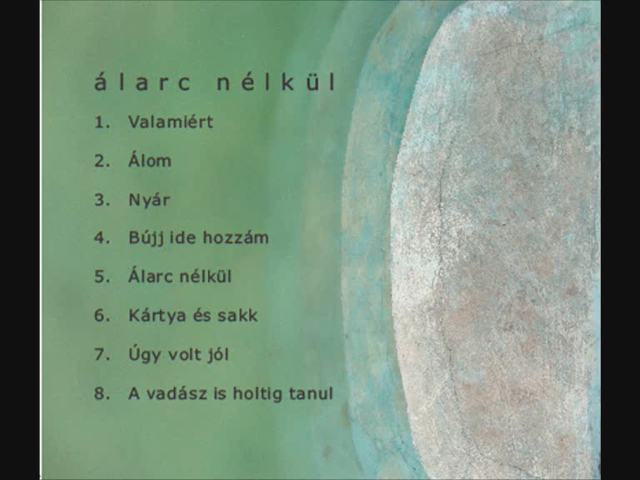 álarc nélkül
1. Valamiért
2. Álom
3. Nyár
4. Bújj ide hozzám
5. Álarc nélkül
6. Kártya és sakk
7. Úgy volt jól
8. A vadász is holtig tanul